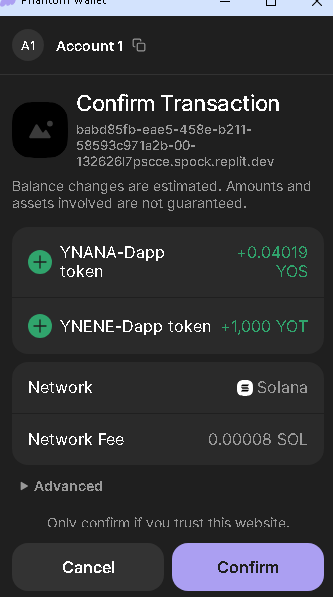 Phantom Wallet
A1 Account 1
Confirm Transaction
babd85fb-eae5-458e-b211-
58593c971a2b-00-
132626l7pscce.spock.replit.dev
Balance changes are estimated. Amounts and
assets involved are not guaranteed.
YNANA-Dapp +0.04019
token YOS
YNENE-Dapp token +1,000 YOT
Network Solana
Network Fee 0.00008 SOL
Advanced
Only confirm if you trust this website.
Cancel Confirm